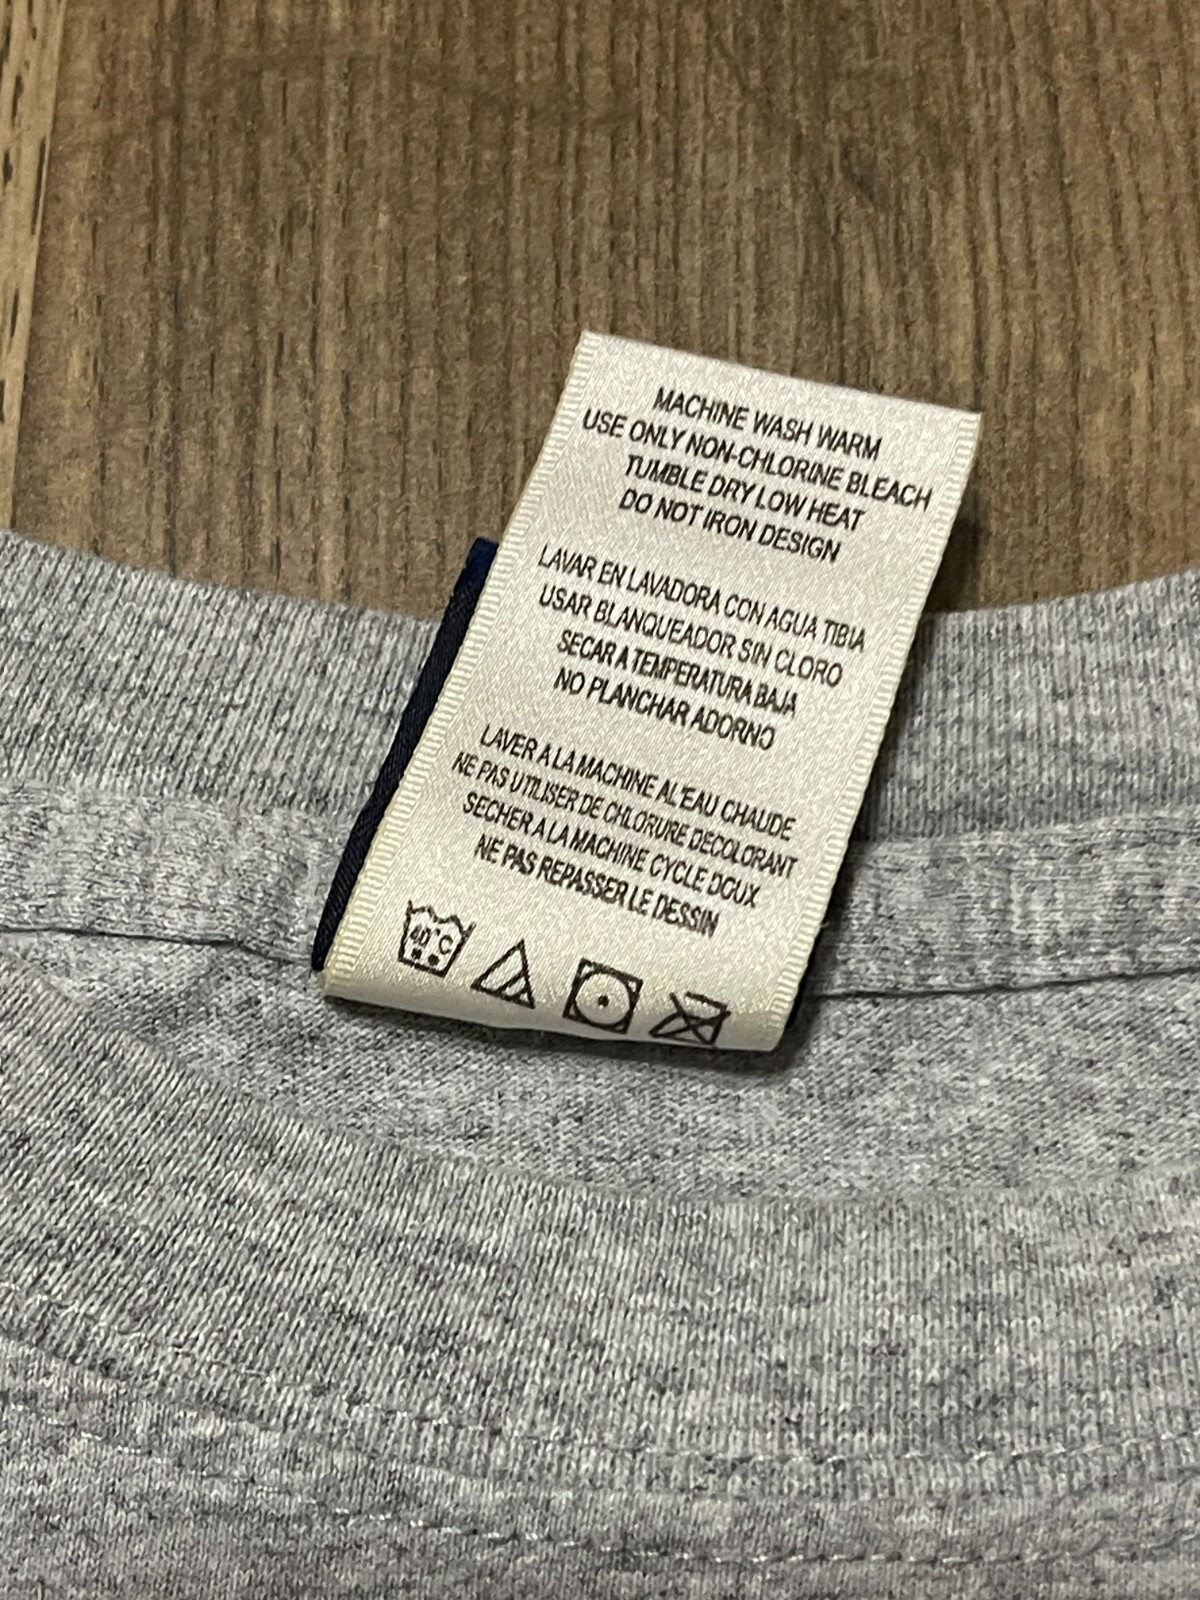 MACHINE WASH WARM
USE ONLY NON-CHLORINE BLEACH
TUMBLE DRY LOW HEAT
DO NOT IRON DESIGN
LAVAR EN LAVADORA CON AGUA TIBIA
USAR BLANQUEADOR SIN CLORO
SECAR A TEMPERATURA BAJA
NO PLANCHAR ADORNO
LAVER A LA MACHINE A L'EAU CHAUDE
NE PAS UTILISER DE CHLORURE DECOLORANT
SECHER A LA MACHINE CYCLE DOUX
NE PAS REPASSER LE DESSIN
40°C